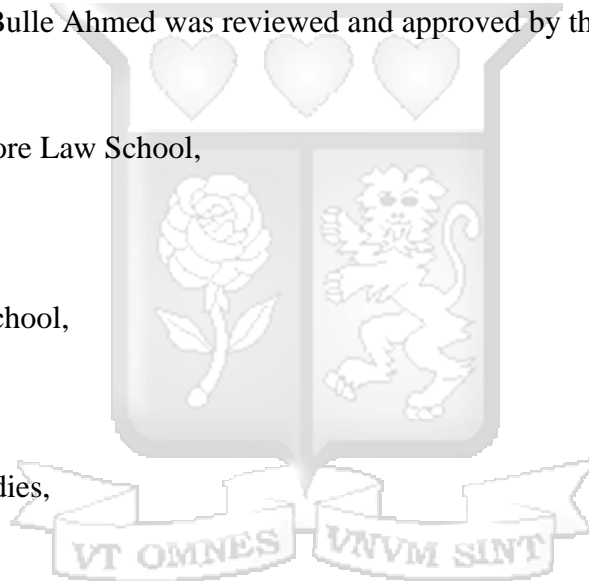 Bulle Ahmed was reviewed and approved by th
ore Law School,
chool,
dies,
VT OMNES VNVM SINT